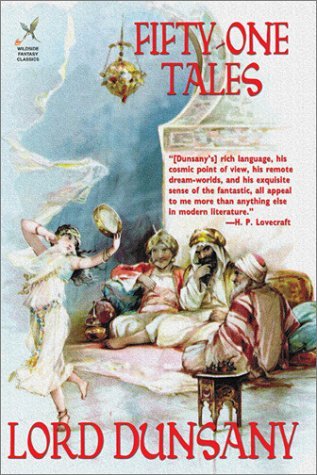 WILDSIDE
FANTASY
CLASSICS
FIFTY-ONE
TALES
“[Dunsany’s] rich language, his
cosmic point of view, his remote
dream-worlds, and his exquisite
sense of the fantastic, all appeal
to me more than anything else
in modern literature.”
—H. P. Lovecraft
LORD DUNSANY